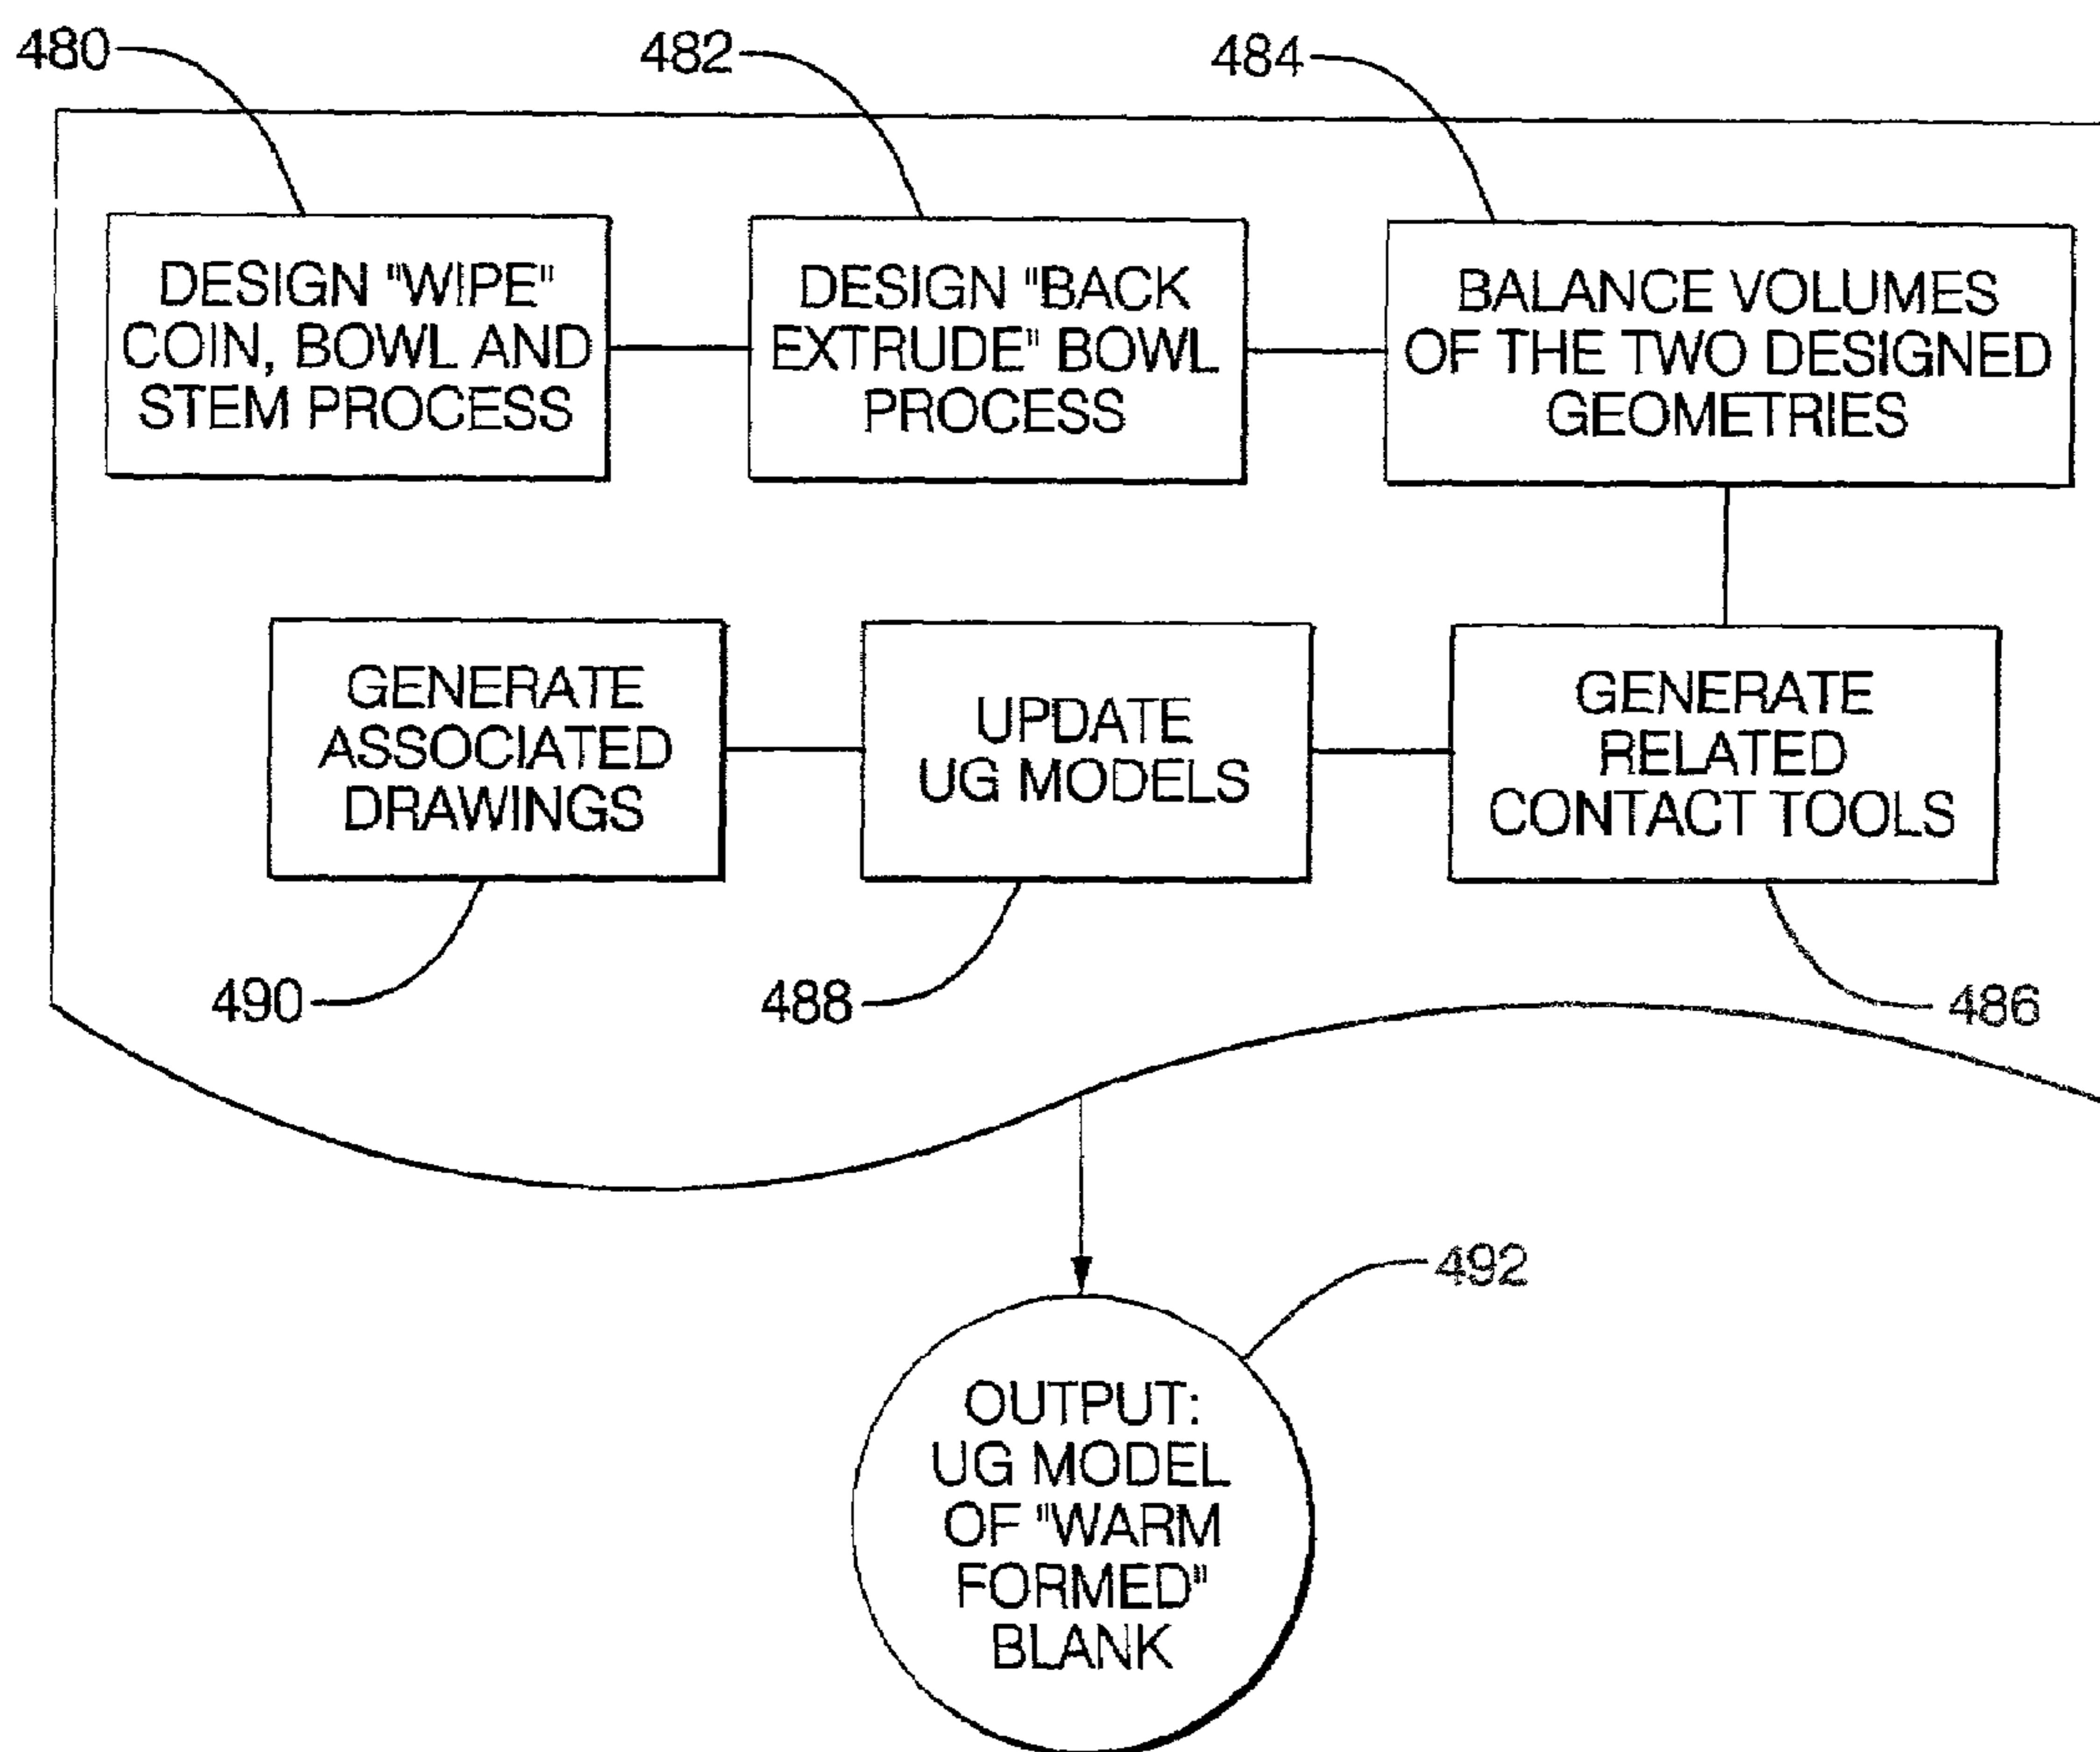 480
482
484
DESIGN "WIPE"
COIN, BOWL AND
STEM PROCESS
DESIGN "BACK
EXTRUDE" BOWL
PROCESS
BALANCE VOLUMES
OF THE TWO DESIGNED
GEOMETRIES
GENERATE
ASSOCIATED
DRAWINGS
UPDATE
UG MODELS
GENERATE
RELATED
CONTACT TOOLS
490
488
486
492
OUTPUT:
UG MODEL
OF "WARM
FORMED"
BLANK